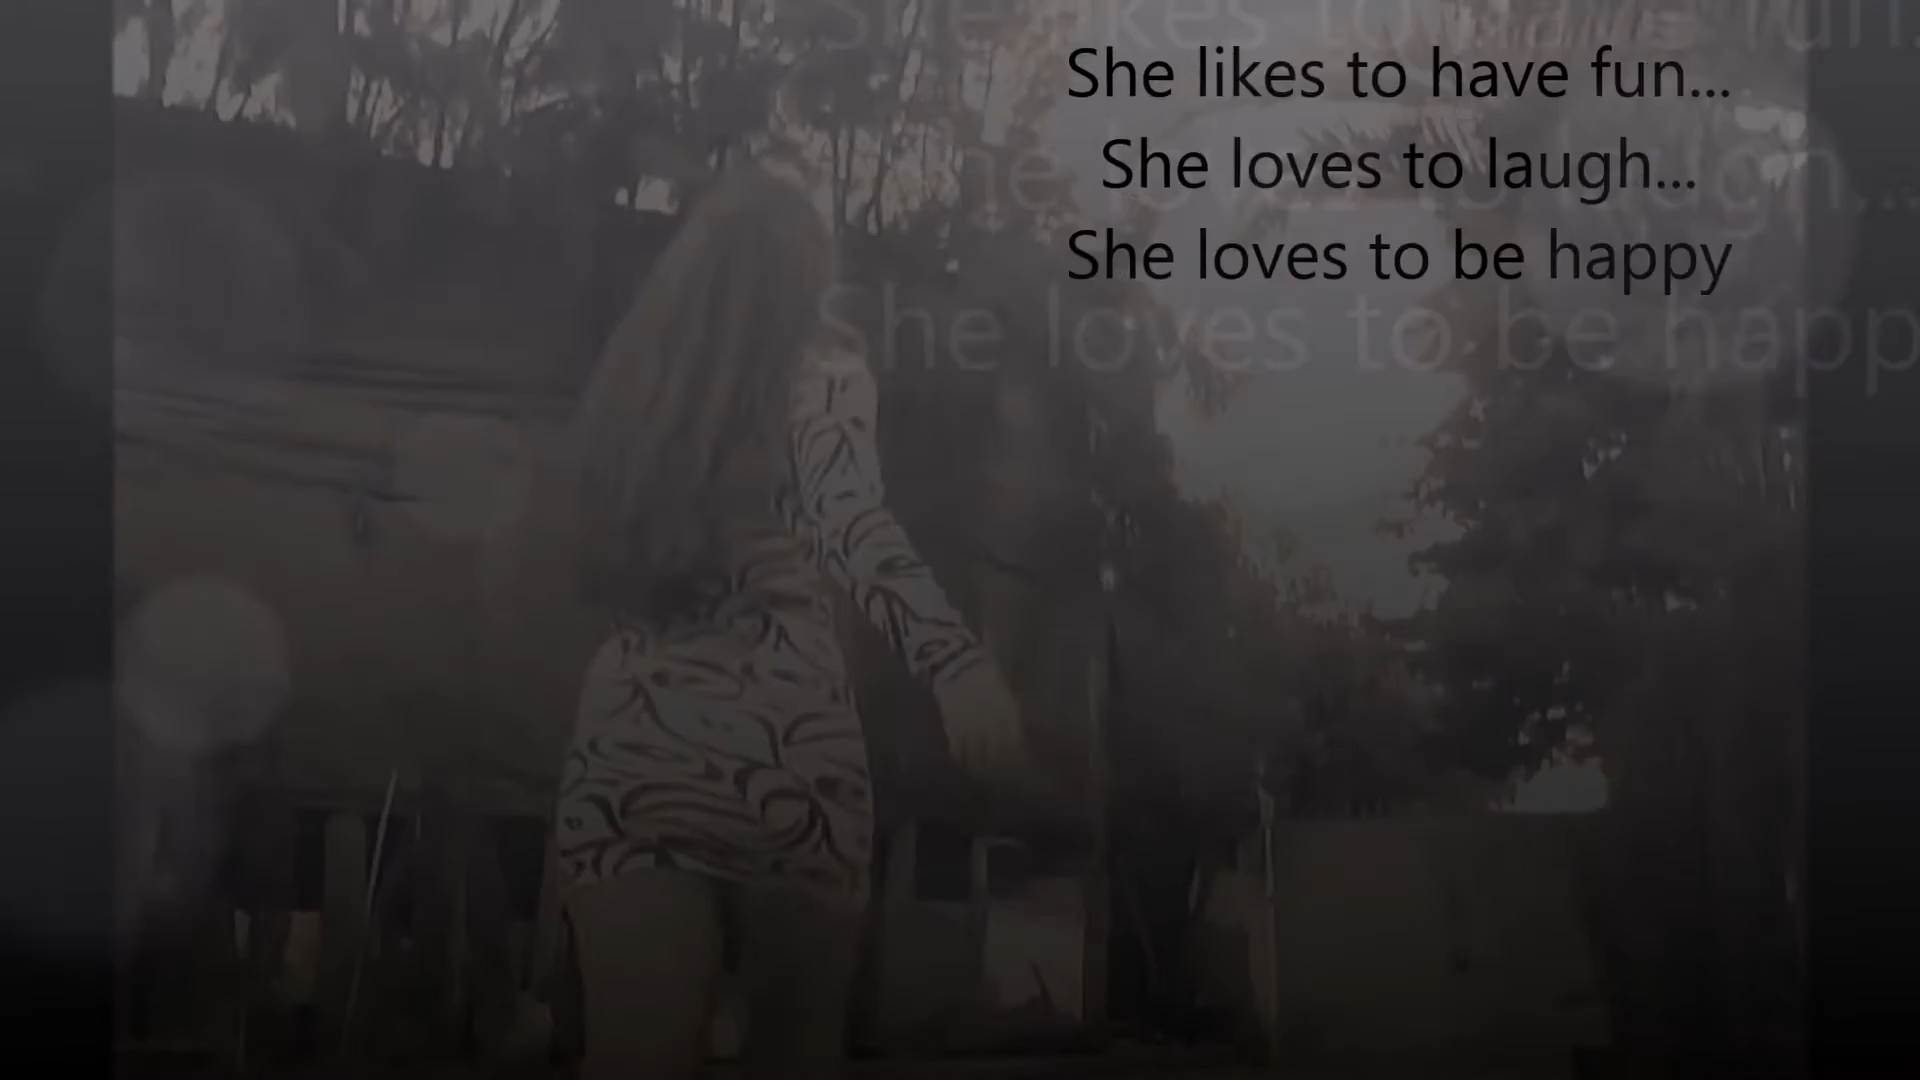 She likes to have fun...
She loves to laugh...
She loves to be happy